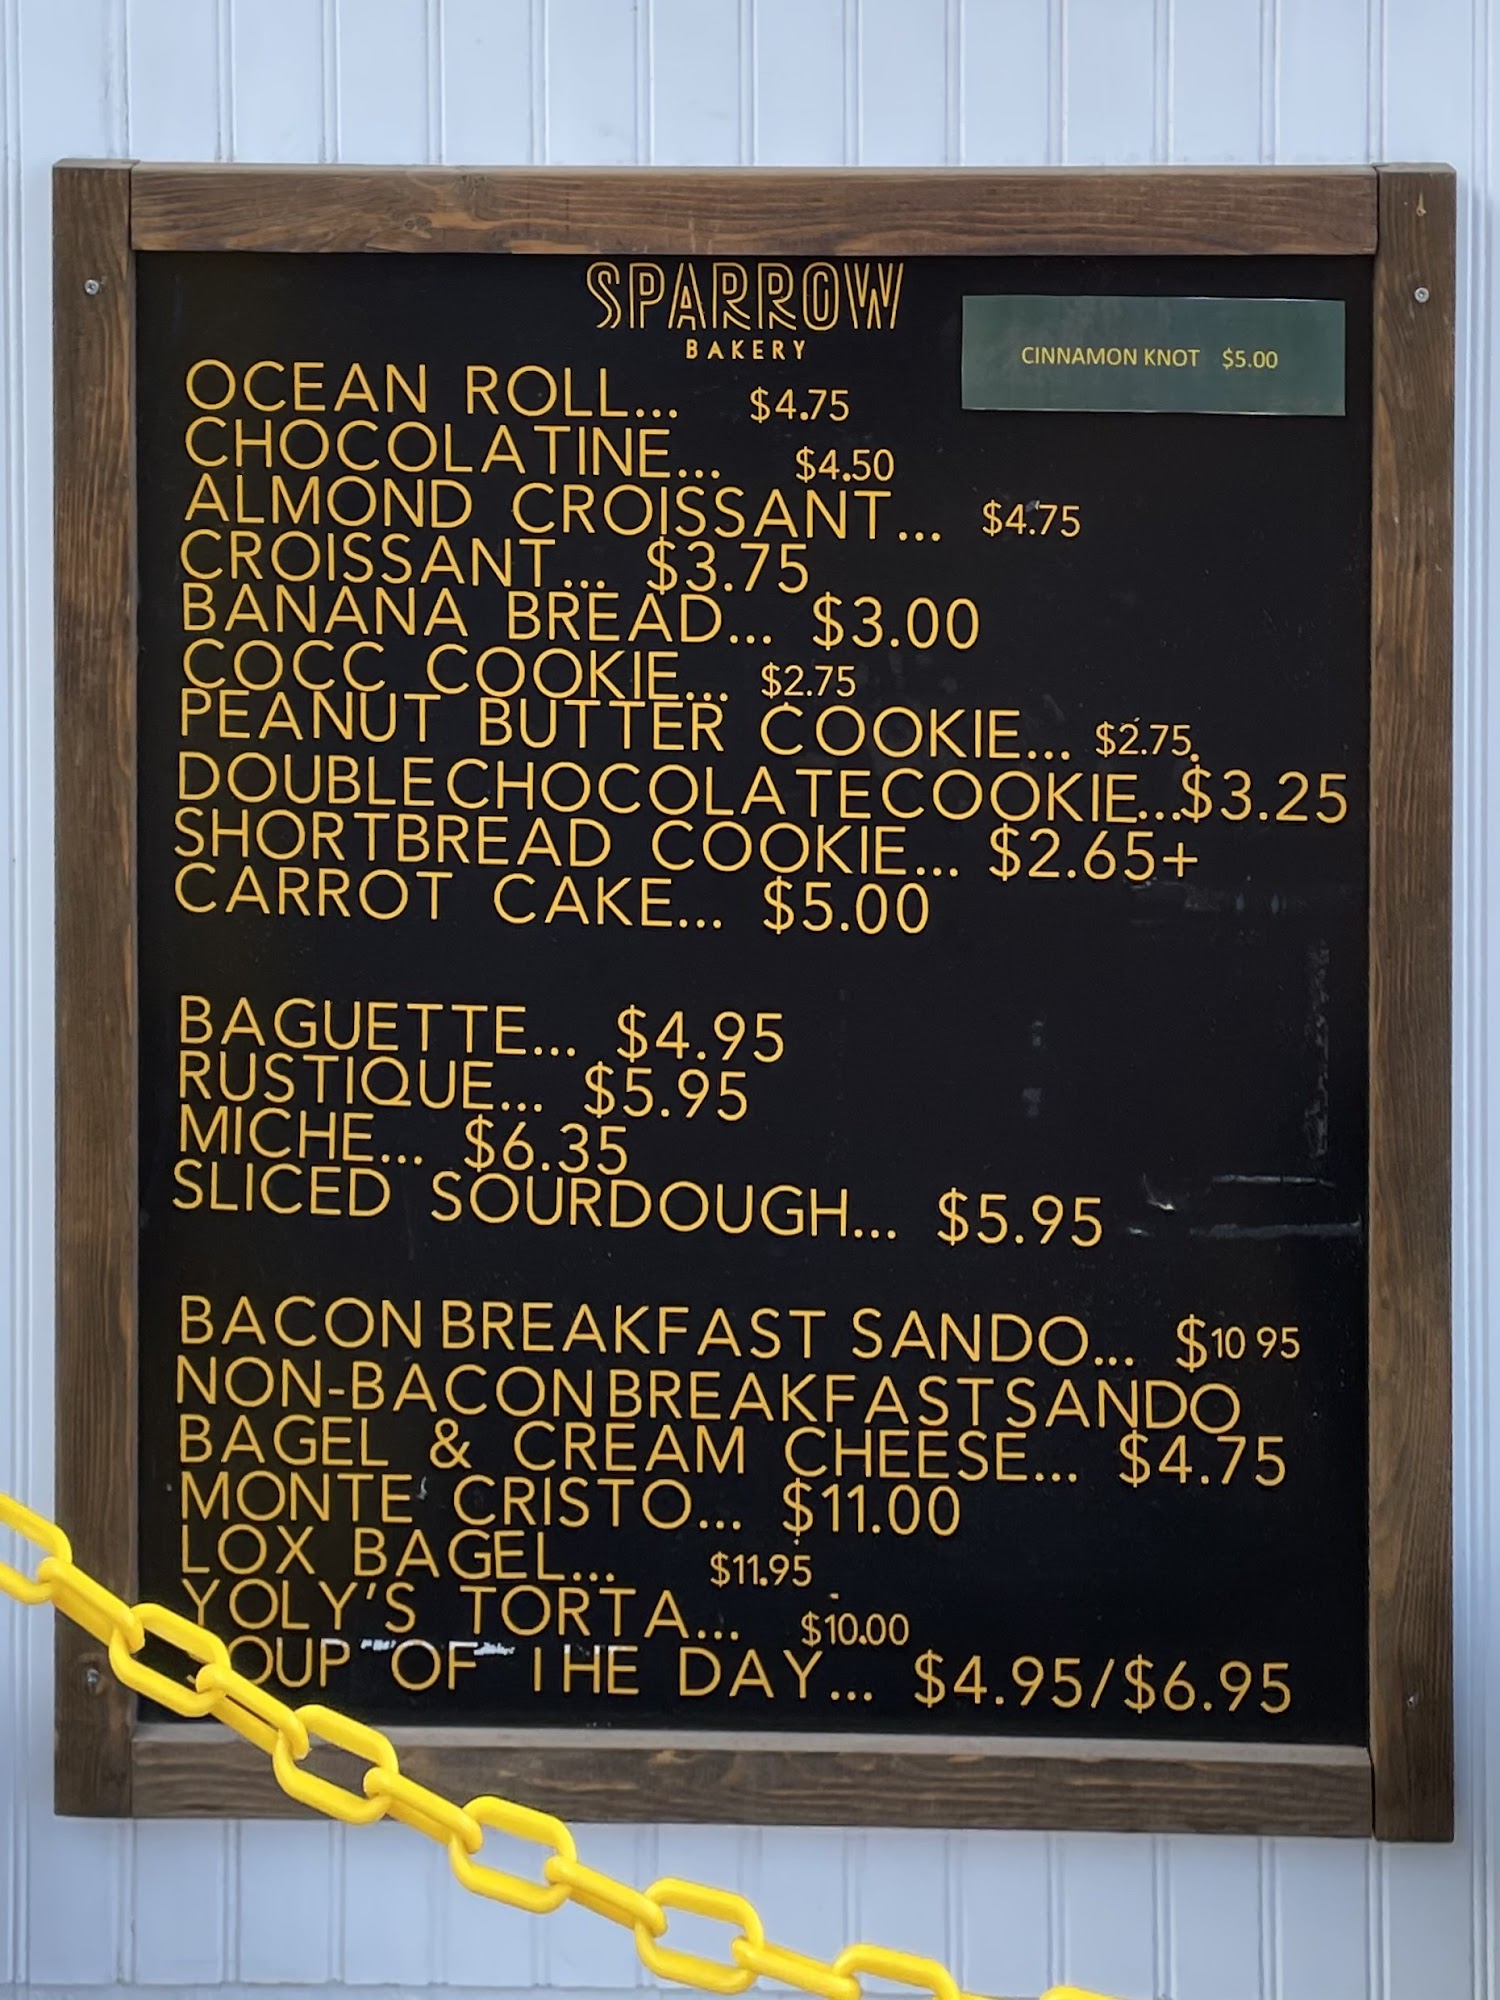 SPARROW
BAKERY
CINNAMON KNOT $5.00
OCEAN ROLL... $4.75
CHOCOLATINE... $4.50
ALMOND CROISSANT... $4.75
CROISSANT... $3.75
BANANA BREAD... $3.00
COCC COOKIE... $2.75
PEANUT BUTTER COOKIE... $2.75
DOUBLE CHOCOLATE COOKIE...$3.25
SHORTBREAD COOKIE... $2.65+
CARROT CAKE... $5.00
BAGUETTE... $4.95
RUSTIQUE... $5.95
MICHE... $6.35
SLICED SOURDOUGH... $5.95
BACON BREAKFAST SANDO... $10 95
NON-BACON BREAKFAST SANDO
BAGEL & CREAM CHEESE... $4.75
MONTE CRISTO... $11.00
LOX BAGEL... $11.95
YOLY'S TORTA... $10.00
SOUP OF THE DAY... $4.95/$6.95